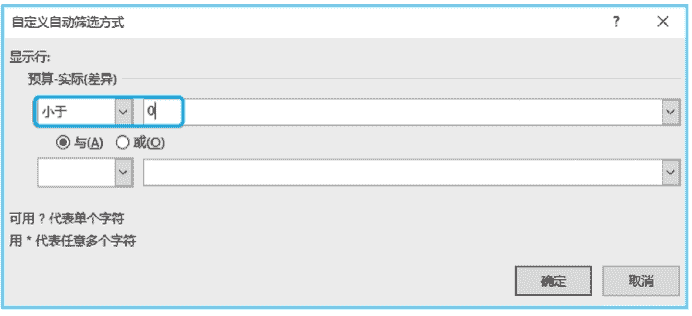 自定义自动筛选方式 ?
显示行:
预算-实际(差异)
小于 0
与(A) 或(O)
可用 ? 代表单个字符
用 * 代表任意多个字符
确定 取消